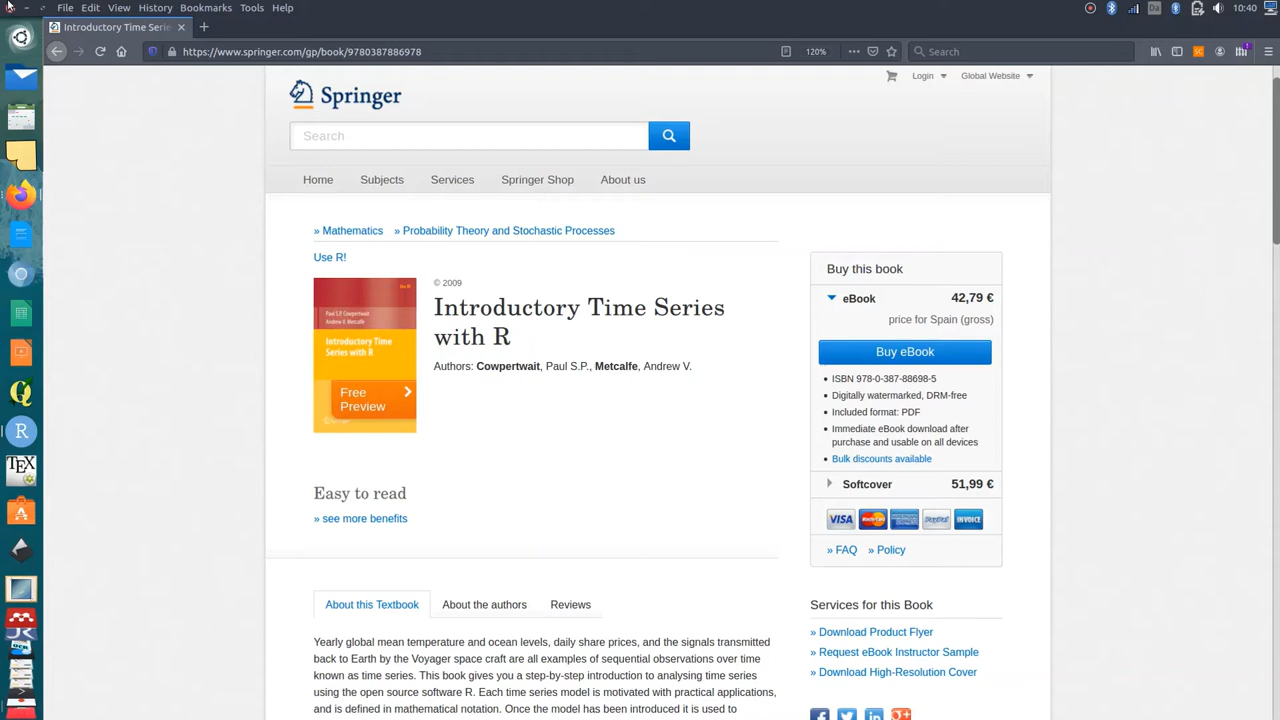 File Edit View History Bookmarks Tools Help
Da
10:40
Introductory Time Serie
https://www.springer.com/gp/book/9780387886978
120%
Search
Login
Global Website
Springer
Search
Home
Subjects
Services
Springer Shop
About us
» Mathematics » Probability Theory and Stochastic Processes
Use R!
Paul S.P. Cowpertwait
Andrew V. Metcalfe
Introductory Time
Series with R
Free
Preview
© 2009
Introductory Time Series
with R
Authors: Cowpertwait, Paul S.P., Metcalfe, Andrew V.
Easy to read
» see more benefits
Buy this book
eBook 42,79 €
price for Spain (gross)
Buy eBook
• ISBN 978-0-387-88698-5
• Digitally watermarked, DRM-free
• Included format: PDF
• Immediate eBook download after
purchase and usable on all devices
• Bulk discounts available
Softcover 51,99 €
VISA
MasterCard
PayPal
INVOICE
» FAQ » Policy
About this Textbook
About the authors
Reviews
Yearly global mean temperature and ocean levels, daily share prices, and the signals transmitted
back to Earth by the Voyager space craft are all examples of sequential observations over time
known as time series. This book gives you a step-by-step introduction to analysing time series
using the open source software R. Each time series model is motivated with practical applications,
and is defined in mathematical notation. Once the model has been introduced it is used to
Services for this Book
» Download Product Flyer
» Request eBook Instructor Sample
» Download High-Resolution Cover
R
TEX